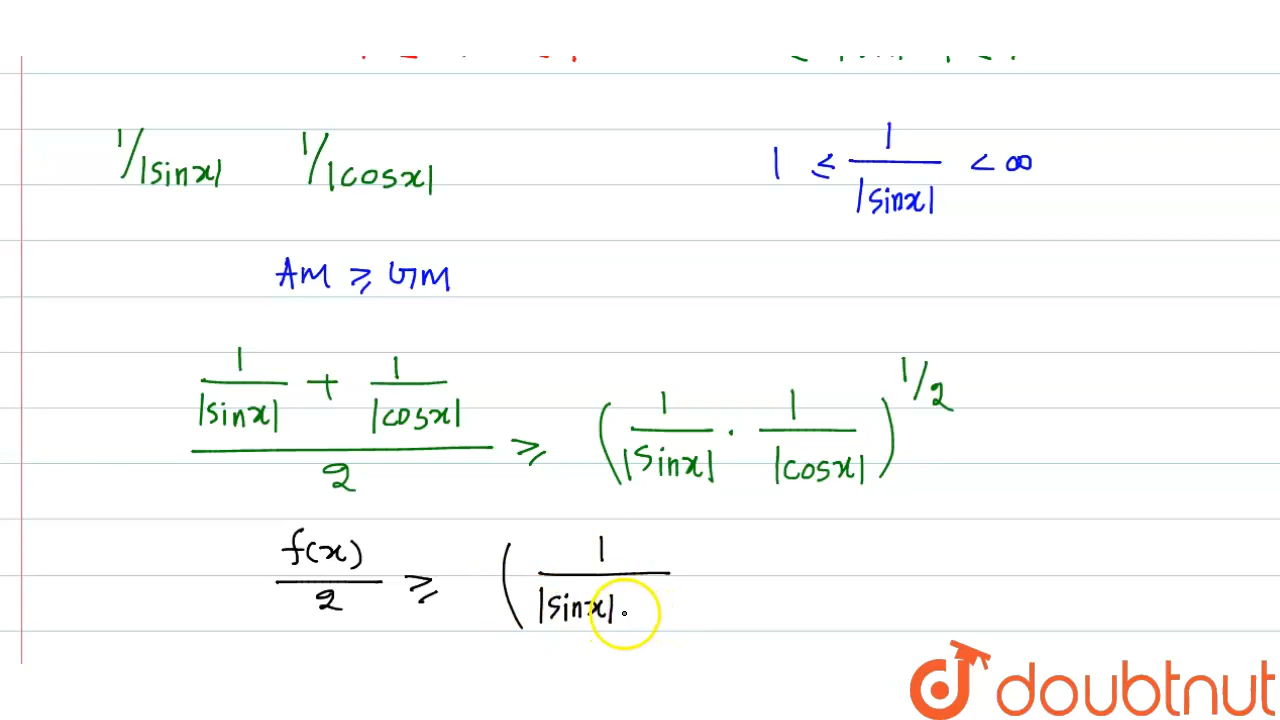 1/|sinx| 1/|cosx| 1 ≤ 1/|sinx| < ∞
AM ≥ GM
(1/|sinx| + 1/|cosx|)/2 ≥ (1/|sinx| · 1/|cosx|)^1/2
f(x)/2 ≥ (1/|sinx|.
doubtnut